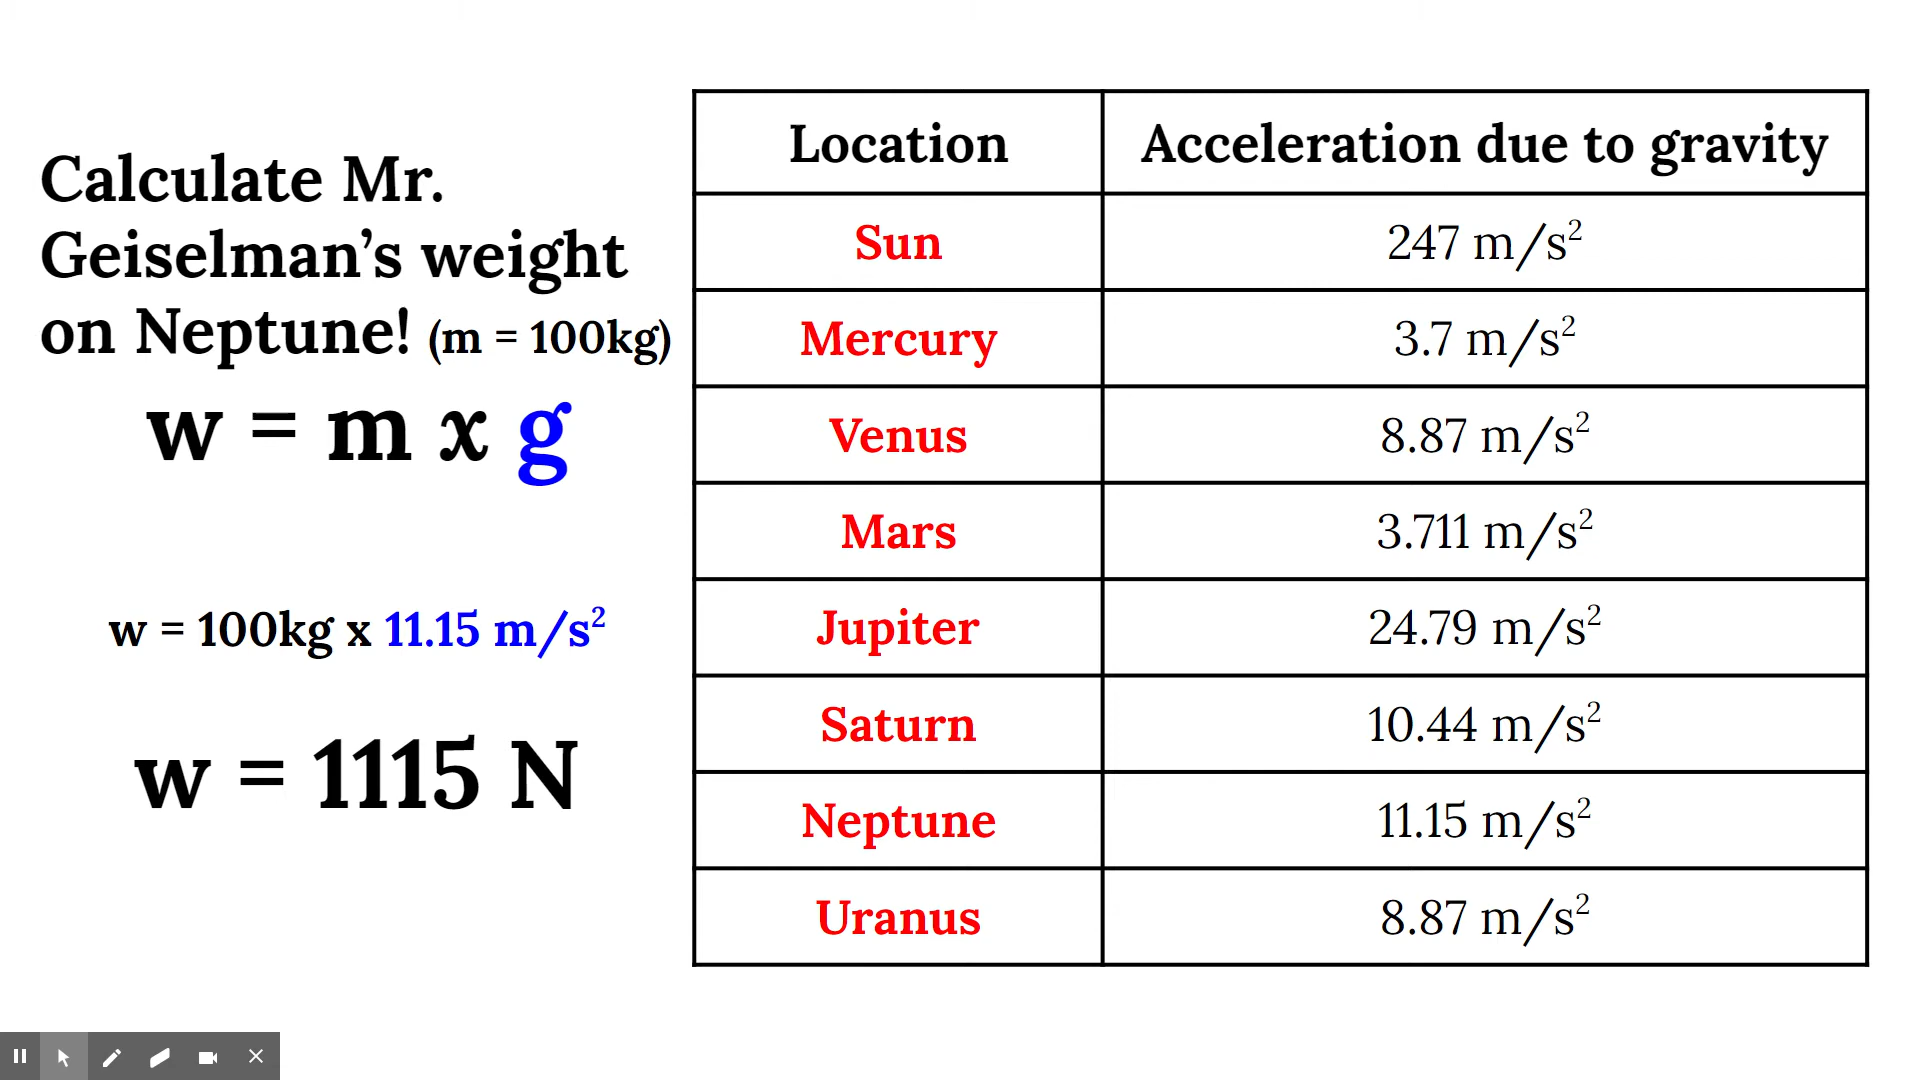 Calculate Mr.
Geiselman’s weight
on Neptune! (m = 100kg)
w = m x g
w = 100kg x 11.15 m/s²
w = 1115 N
Location Acceleration due to gravity
Sun 247 m/s²
Mercury 3.7 m/s²
Venus 8.87 m/s²
Mars 3.711 m/s²
Jupiter 24.79 m/s²
Saturn 10.44 m/s²
Neptune 11.15 m/s²
Uranus 8.87 m/s²